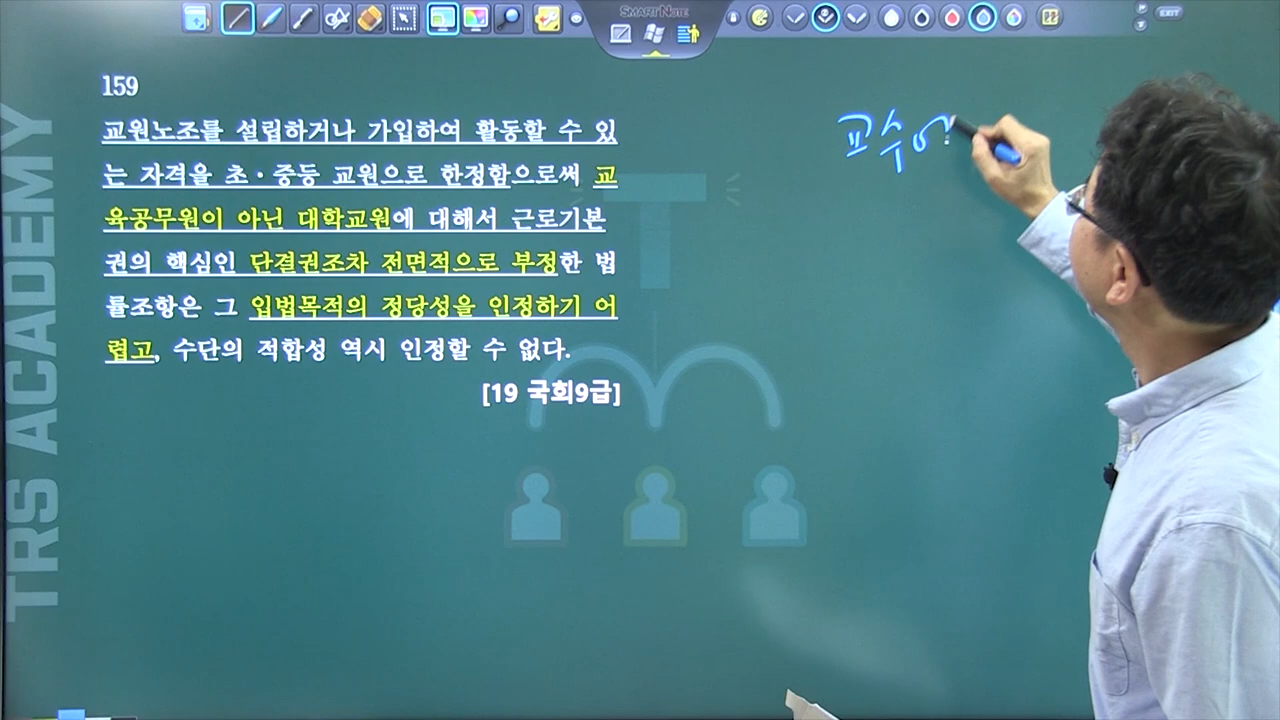 SMART NOTE
EXIT
159
교원노조를 설립하거나 가입하여 활동할 수 있
는 자격을 초·중등 교원으로 한정함으로써 교
육공무원이 아닌 대학교원에 대해서 근로기본
권의 핵심인 단결권조차 전면적으로 부정한 법
률조항은 그 입법목적의 정당성을 인정하기 어
렵고, 수단의 적합성 역시 인정할 수 없다.
[19 국회9급]
교수
TRS ACADEMY